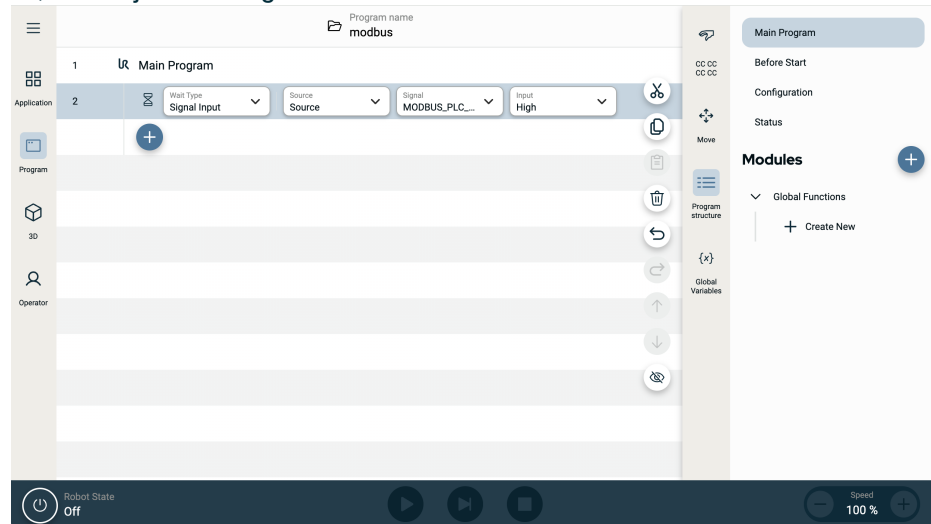 Program name
modbus
1
Main Program
2
Wait Type
Signal Input
Source
Source
Signal
MODBUS_PLC_...
Input
High
Application
Program
3D
Operator
CC CC
CC CC
Move
Program
structure
{x}
Global
Variables
Main Program
Before Start
Configuration
Status
Modules
Global Functions
Create New
Robot State
Off
Speed
100 %